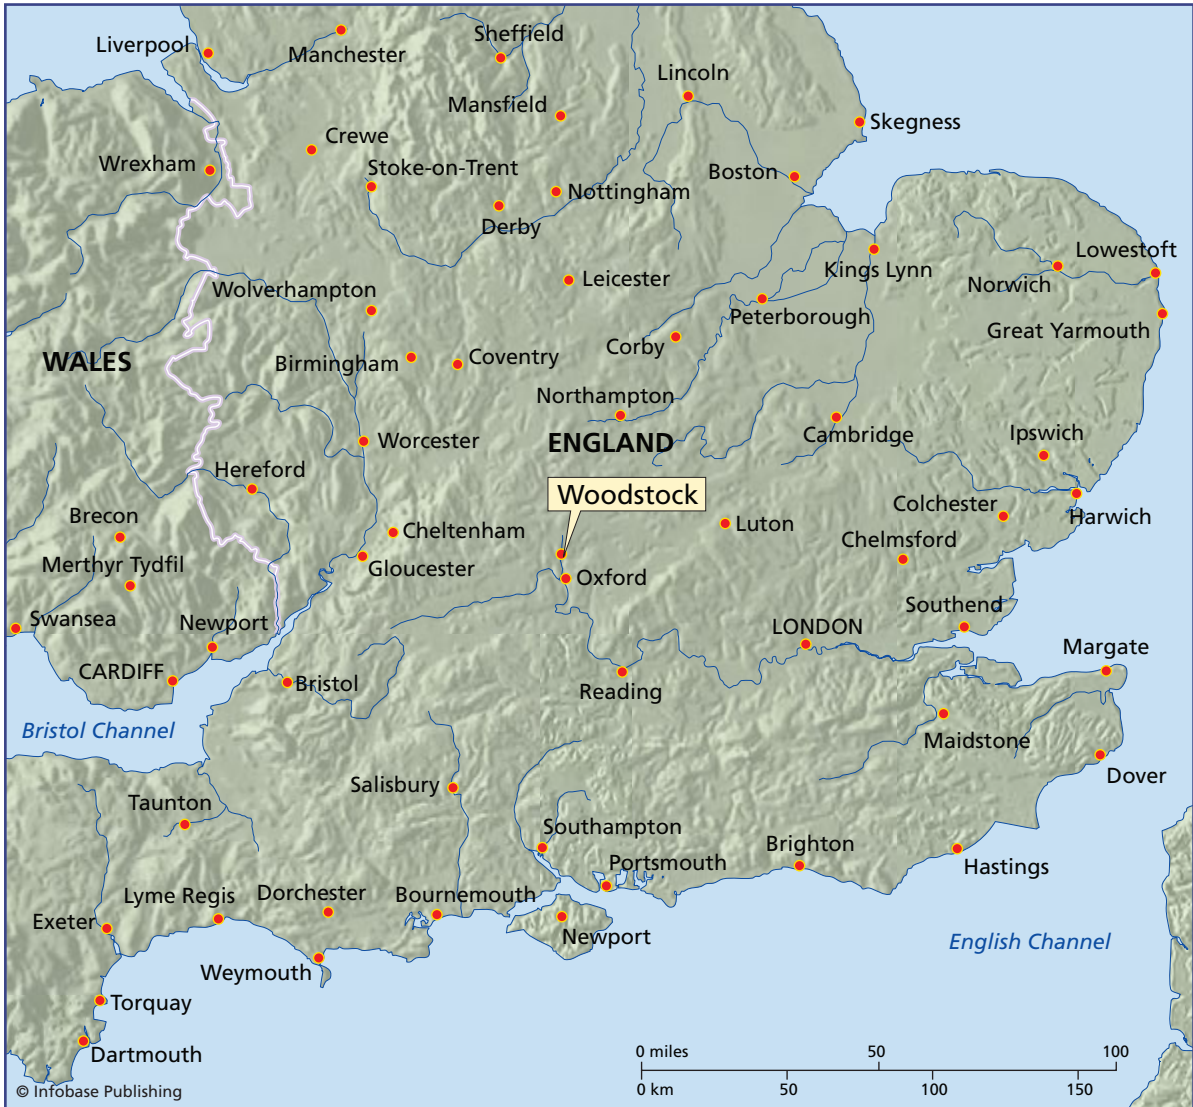 Liverpool
Manchester
Sheffield
Lincoln
Mansfield
Skegness
Crewe
Wrexham
Stoke-on-Trent
Nottingham
Boston
Derby
Lowestoft
Kings Lynn
Leicester
Norwich
Wolverhampton
Peterborough
Great Yarmouth
Corby
WALES
Birmingham
Coventry
Northampton
Worcester
ENGLAND
Cambridge
Ipswich
Hereford
Woodstock
Colchester
Brecon
Harwich
Cheltenham
Luton
Chelmsford
Merthyr Tydfil
Gloucester
Oxford
Southend
Swansea
Newport
LONDON
Margate
CARDIFF
Bristol
Reading
Bristol Channel
Maidstone
Dover
Salisbury
Taunton
Southampton
Brighton
Portsmouth
Hastings
Lyme Regis
Dorchester
Bournemouth
Exeter
Newport
English Channel
Weymouth
Torquay
Dartmouth
0 miles 50 100
0 km 50 100 150
© Infobase Publishing